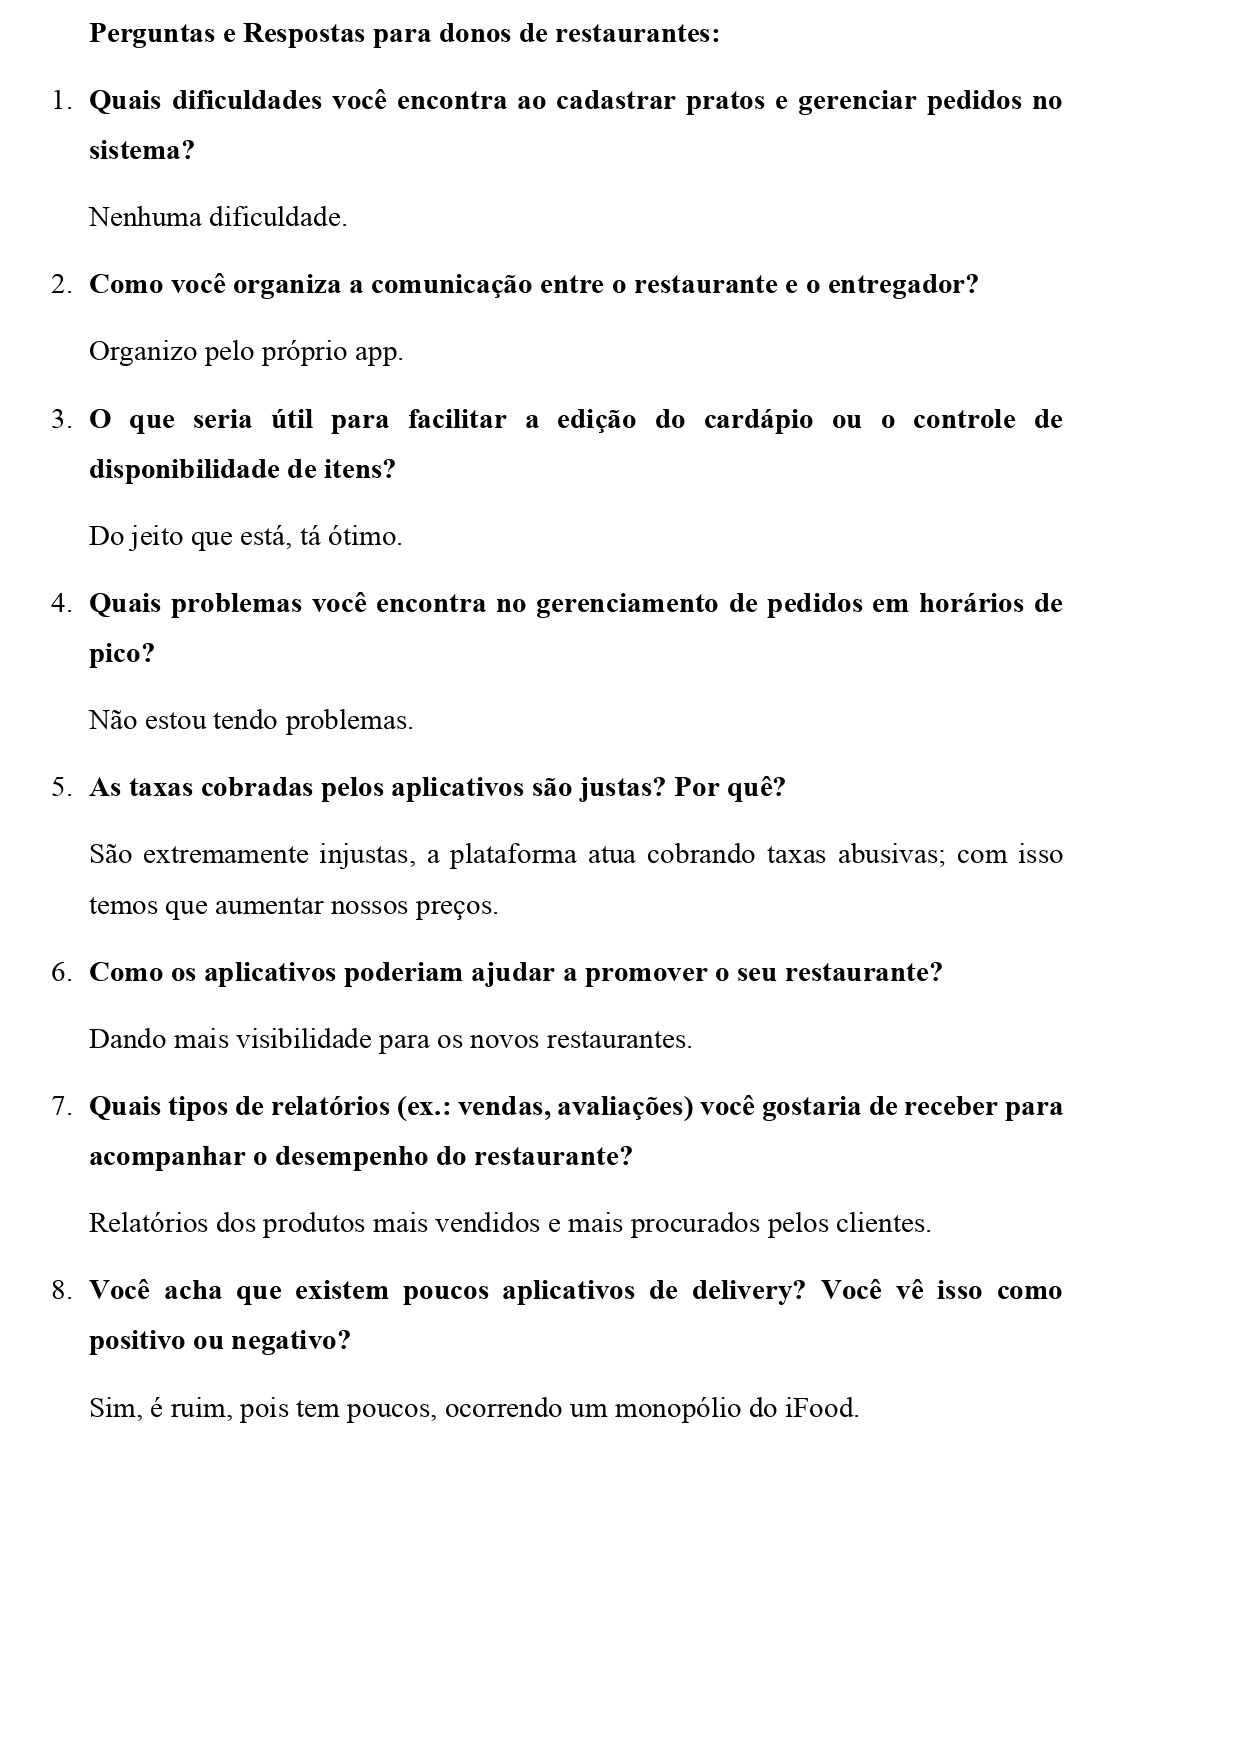 Perguntas e Respostas para donos de restaurantes:
1. Quais dificuldades você encontra ao cadastrar pratos e gerenciar pedidos no
sistema?
Nenhuma dificuldade.
2. Como você organiza a comunicação entre o restaurante e o entregador?
Organizo pelo próprio app.
3. O que seria útil para facilitar a edição do cardápio ou o controle de
disponibilidade de itens?
Do jeito que está, tá ótimo.
4. Quais problemas você encontra no gerenciamento de pedidos em horários de
pico?
Não estou tendo problemas.
5. As taxas cobradas pelos aplicativos são justas? Por quê?
São extremamente injustas, a plataforma atua cobrando taxas abusivas; com isso
temos que aumentar nossos preços.
6. Como os aplicativos poderiam ajudar a promover o seu restaurante?
Dando mais visibilidade para os novos restaurantes.
7. Quais tipos de relatórios (ex.: vendas, avaliações) você gostaria de receber para
acompanhar o desempenho do restaurante?
Relatórios dos produtos mais vendidos e mais procurados pelos clientes.
8. Você acha que existem poucos aplicativos de delivery? Você vê isso como
positivo ou negativo?
Sim, é ruim, pois tem poucos, ocorrendo um monopólio do iFood.